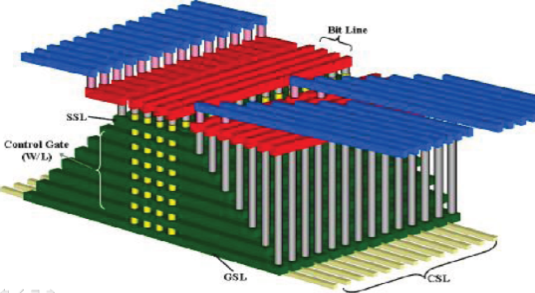 Bit Line
SSL
Control Gate
(W/L)
GSL
CSL